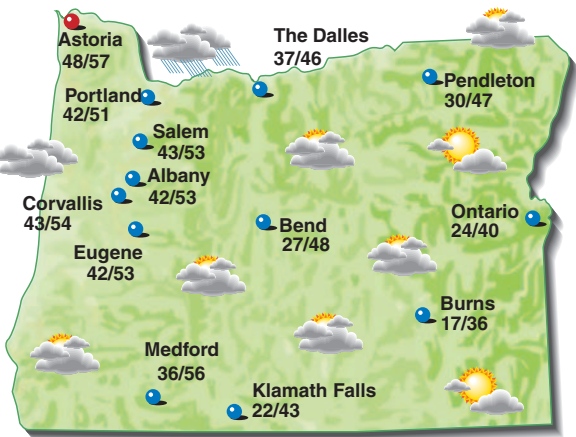 Astoria
48/57
The Dalles
37/46
Pendleton
30/47
Portland
42/51
Salem
43/53
Albany
42/53
Corvallis
43/54
Eugene
42/53
Bend
27/48
Ontario
24/40
Burns
17/36
Medford
36/56
Klamath Falls
22/43